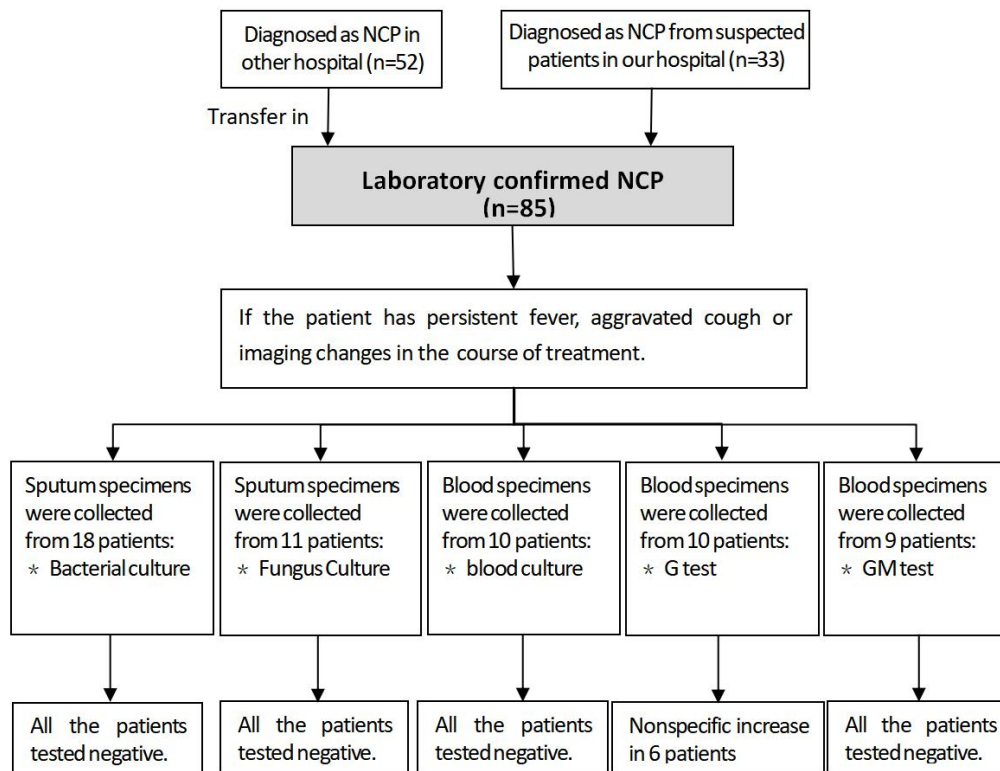 Diagnosed as NCP in
other hospital (n=52)
Diagnosed as NCP from suspected
patients in our hospital (n=33)
Transfer in
Laboratory confirmed NCP
(n=85)
If the patient has persistent fever, aggravated cough or
imaging changes in the course of treatment.
Sputum specimens
were collected
from 18 patients:
* Bacterial culture
Sputum specimens
were collected
from 11 patients:
* Fungus Culture
Blood specimens
were collected
from 10 patients:
* blood culture
Blood specimens
were collected
from 10 patients:
* G test
Blood specimens
were collected
from 9 patients:
* GM test
All the patients
tested negative.
All the patients
tested negative.
All the patients
tested negative.
Nonspecific increase
in 6 patients
All the patients
tested negative.